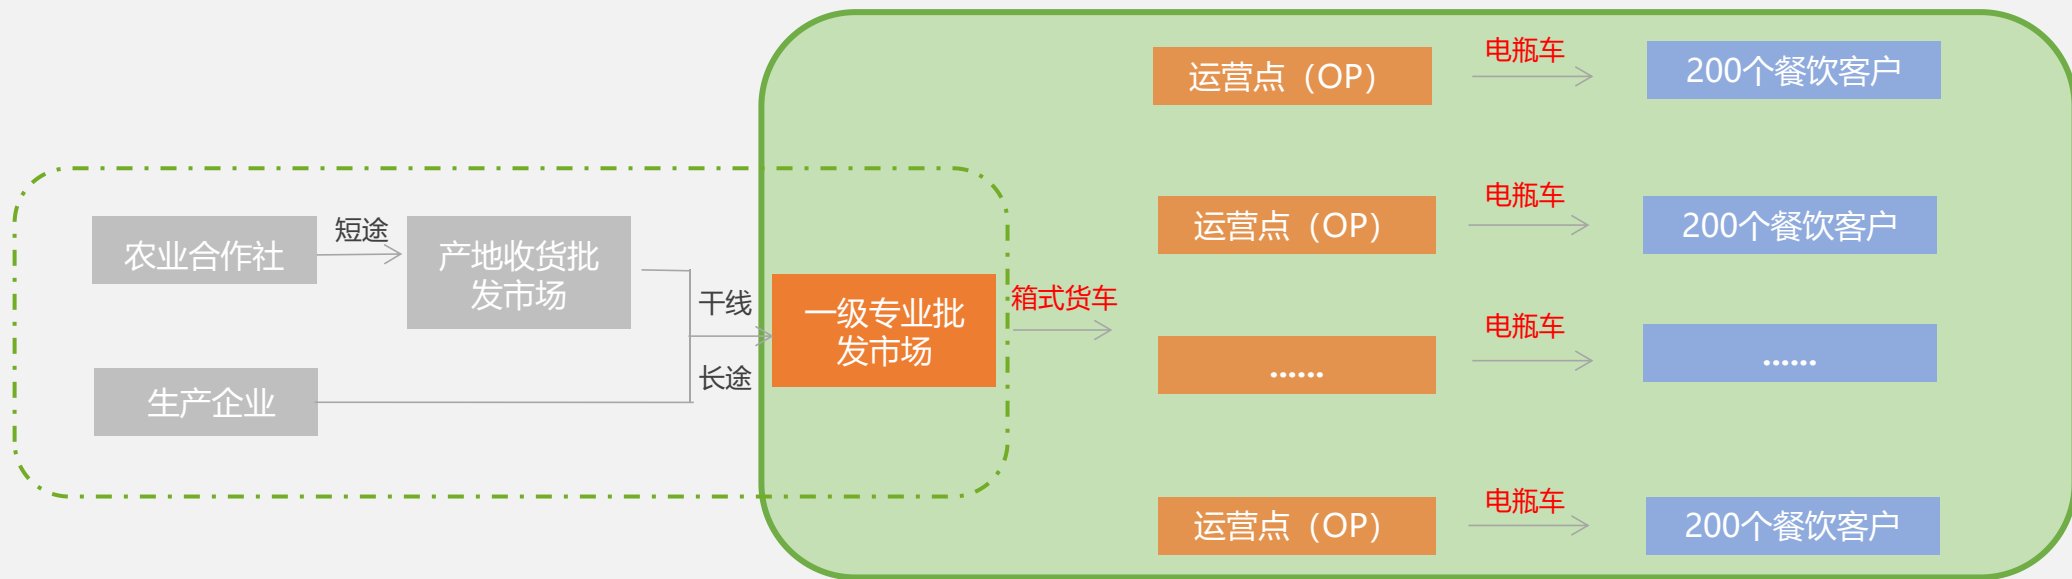 电瓶车
运营点（OP）
200个餐饮客户
电瓶车
运营点（OP）
200个餐饮客户
短途
农业合作社
产地收货批
发市场
干线
一级专业批
发市场
箱式货车
电瓶车
......
......
长途
生产企业
电瓶车
运营点（OP）
200个餐饮客户